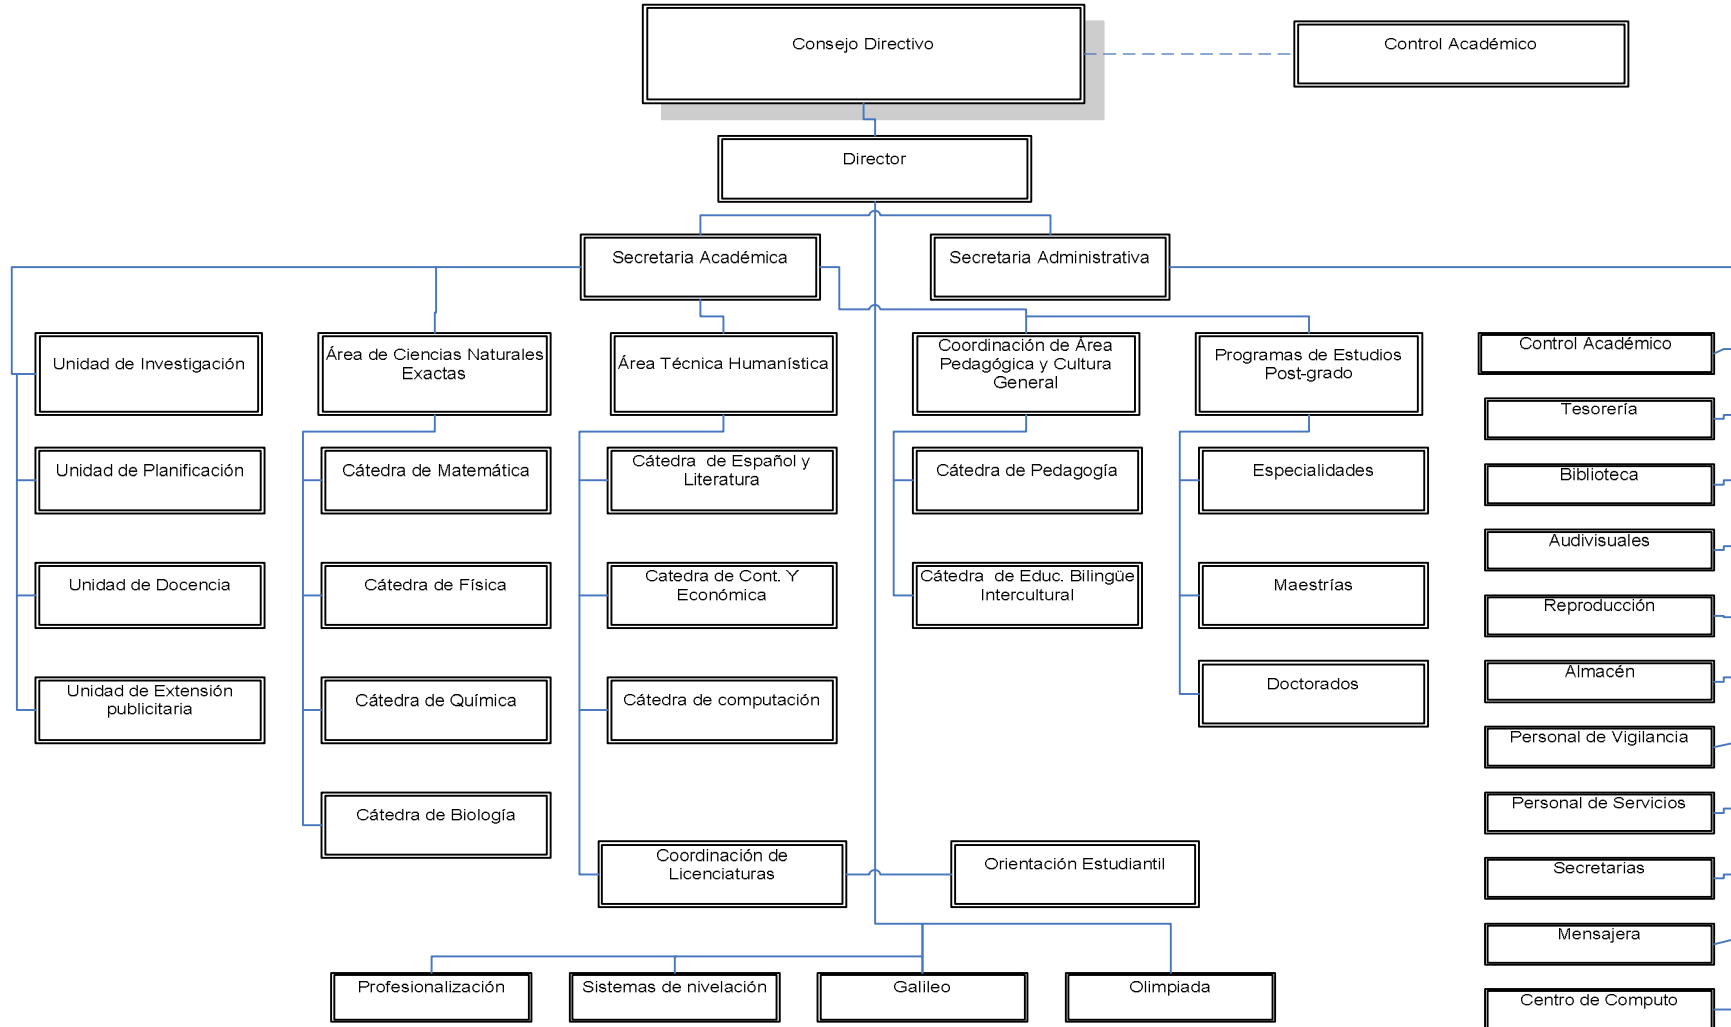 Consejo Directivo
Control Académico
Director
Secretaria Académica
Secretaria Administrativa
Unidad de Investigación
Área de Ciencias Naturales
Exactas
Área Técnica Humanística
Coordinación de Área
Pedagógica y Cultura
General
Programas de Estudios
Post-grado
Control Académico
Tesorería
Unidad de Planificación
Cátedra de Matemática
Cátedra  de Español y
Literatura
Cátedra de Pedagogía
Especialidades
Biblioteca
Audivisuales
Unidad de Docencia
Cátedra de Física
Catedra de Cont. Y
Económica
Cátedra  de Educ. Bilingüe
Intercultural
Maestrías
Reproducción
Almacén
Unidad de Extensión
publicitaria
Cátedra de Química
Cátedra de computación
Doctorados
Personal de Vigilancia
Personal de Servicios
Cátedra de Biología
Coordinación de
Licenciaturas
Orientación Estudiantil
Secretarias
Mensajera
Profesionalización
Sistemas de nivelación
Galileo
Olimpiada
Centro de Computo